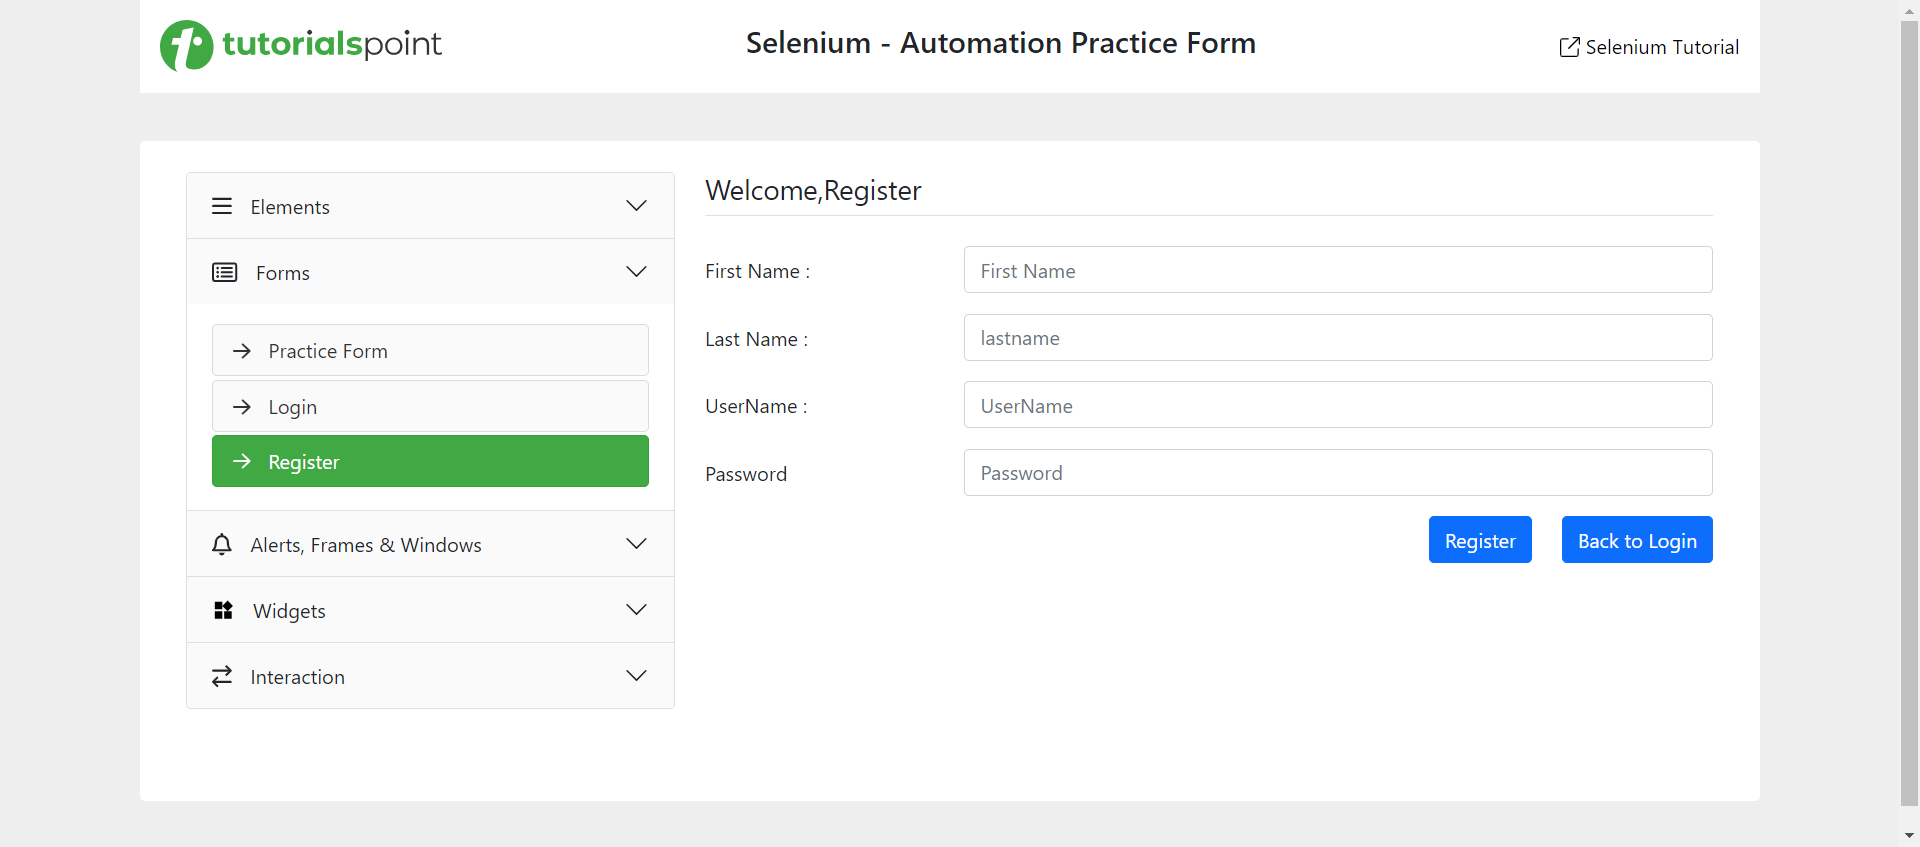 tutorialspoint
Selenium - Automation Practice Form
Selenium Tutorial
Elements
Forms
Practice Form
Login
Register
Alerts, Frames & Windows
Widgets
Interaction
Welcome,Register
First Name :
First Name
Last Name :
lastname
UserName :
UserName
Password
Password
Register
Back to Login